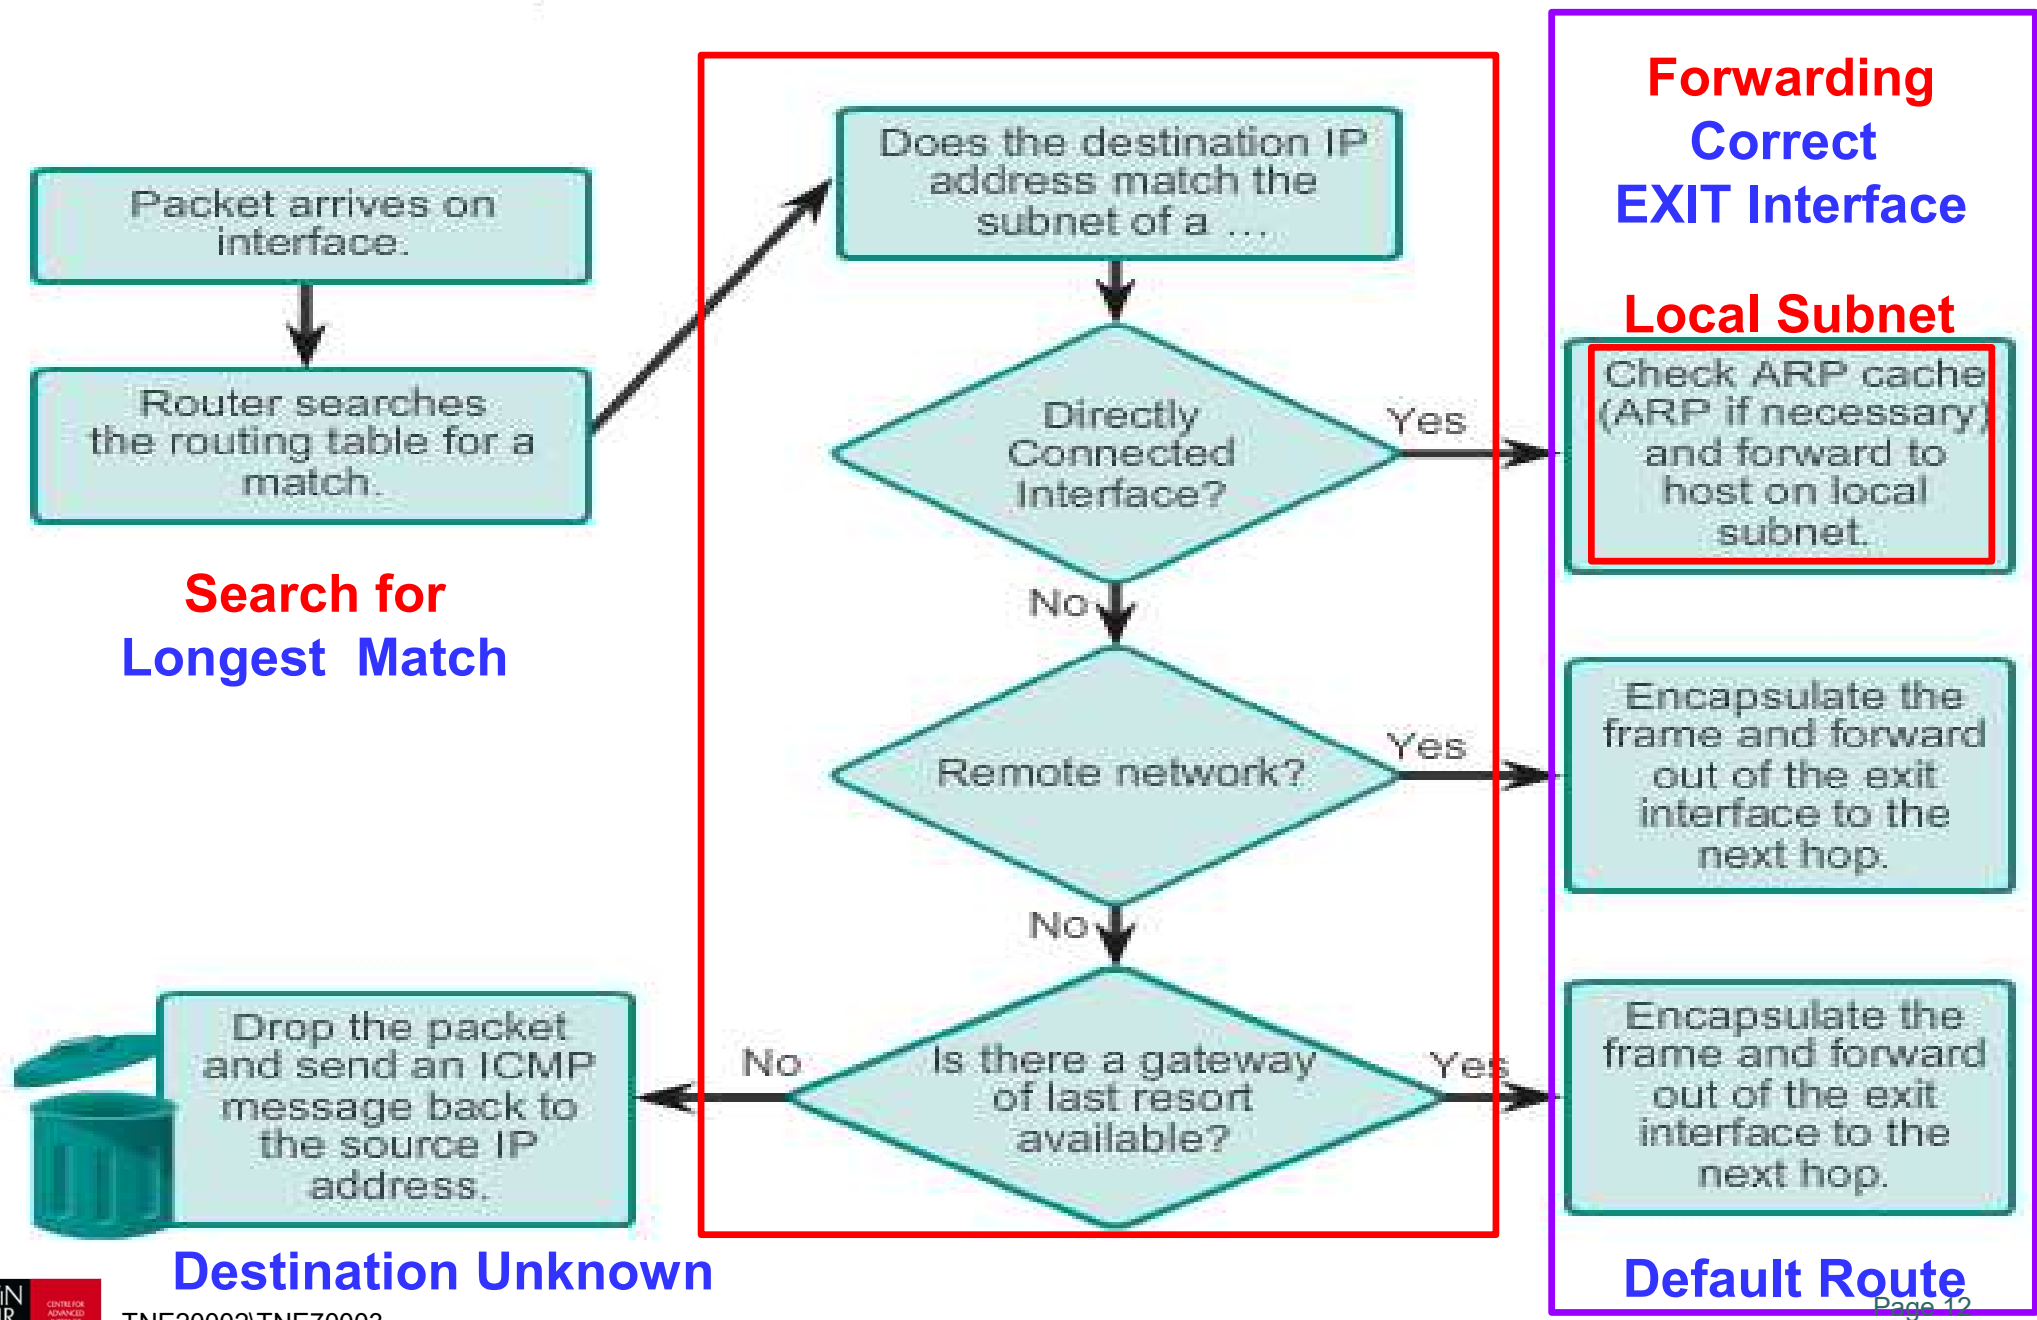 Packet arrives on
interface.
Router searches
the routing table for a
match.
Search for
Longest Match
Does the destination IP
address match the
subnet of a ...
Directly
Connected
Interface?
Yes
No
Remote network?
Yes
No
Is there a gateway
of last resort
available?
No
Yes
Drop the packet
and send an ICMP
message back to
the source IP
address.
Destination Unknown
Forwarding
Correct
EXIT Interface
Local Subnet
Check ARP cache
(ARP if necessary)
and forward to
host on local
subnet.
Encapsulate the
frame and forward
out of the exit
interface to the
next hop.
Encapsulate the
frame and forward
out of the exit
interface to the
next hop.
Default Route
Page 12
CENTRE FOR
ADVANCED